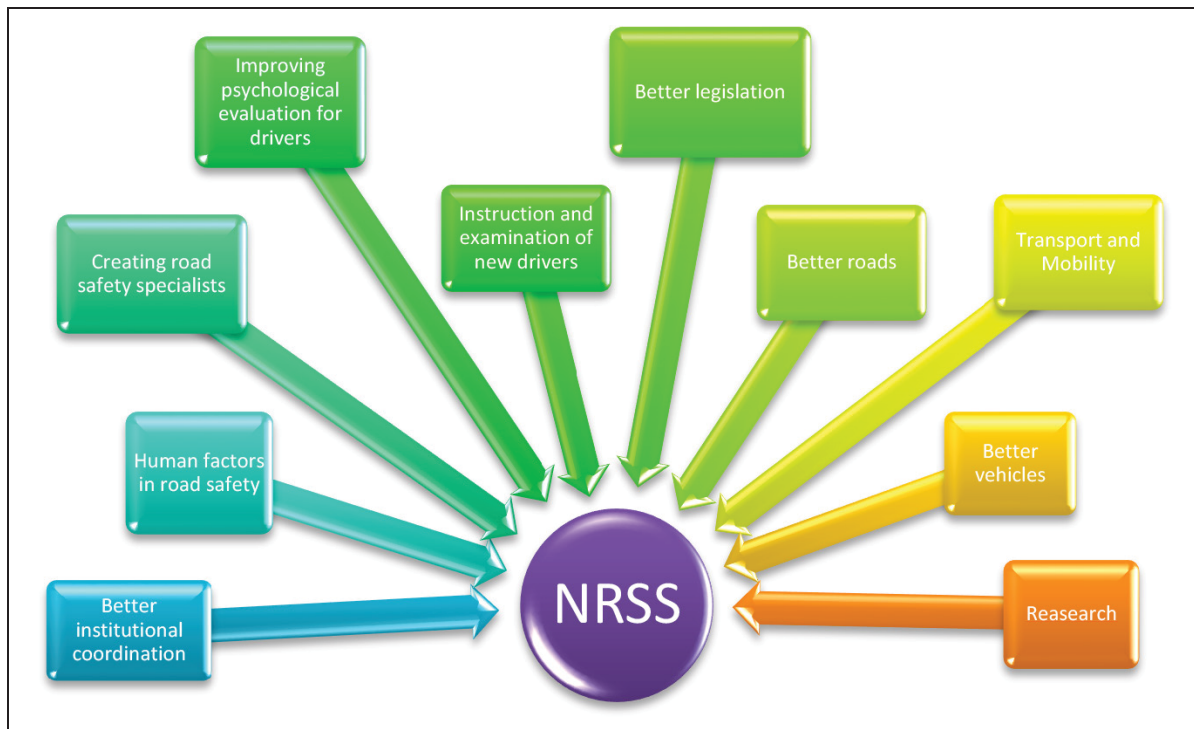 Improving
psychological
evaluation for
drivers
Better legislation
Instruction and
examination of
new drivers
Creating road
safety specialists
Better roads
Transport and
Mobility
Human factors
in road safety
Better
vehicles
Better
institutional
coordination
NRSS
Reasearch